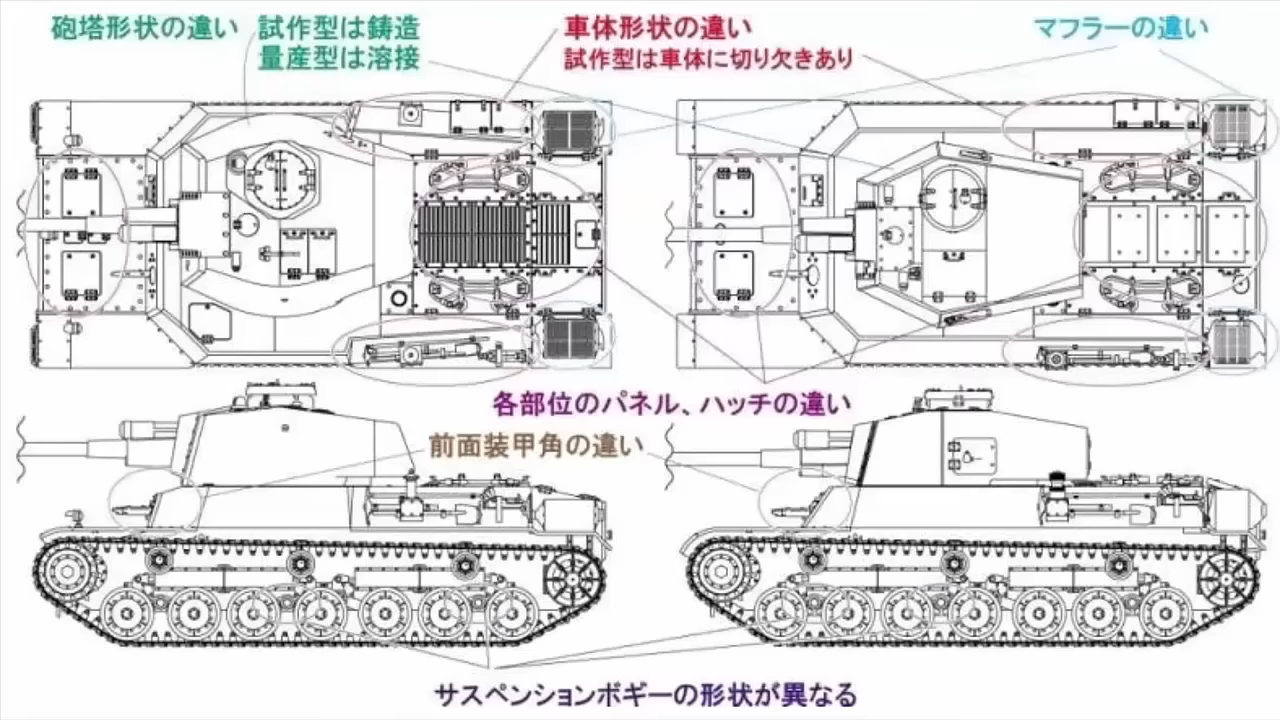 砲塔形状の違い 試作型は鋳造
量産型は溶接
車体形状の違い
試作型は車体に切り欠きあり
マフラーの違い
各部位のパネル、ハッチの違い
前面装甲角の違い
サスペンションボギーの形状が異なる